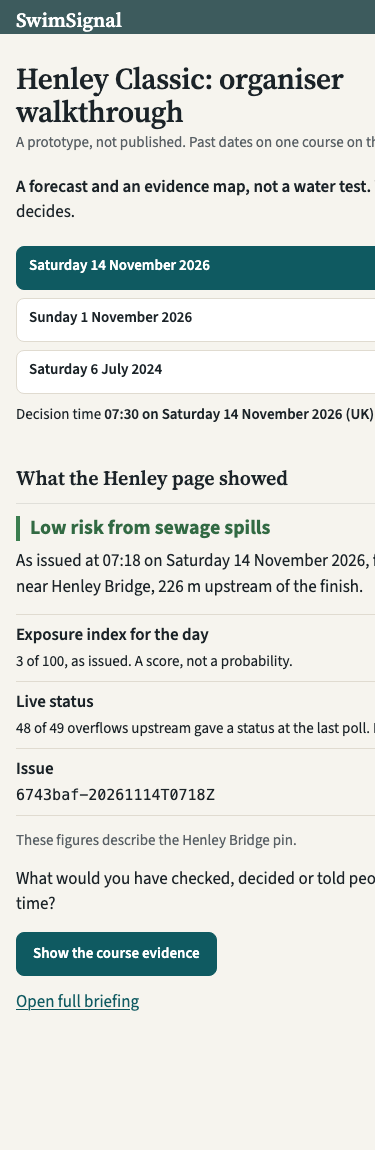 SwimSignal
Henley Classic: organiser
walkthrough
A prototype, not published. Past dates on one course on th
A forecast and an evidence map, not a water test.
decides.
Saturday 14 November 2026
Sunday 1 November 2026
Saturday 6 July 2024
Decision time 07:30 on Saturday 14 November 2026 (UK)
What the Henley page showed
Low risk from sewage spills
As issued at 07:18 on Saturday 14 November 2026, f
near Henley Bridge, 226 m upstream of the finish.
Exposure index for the day
3 of 100, as issued. A score, not a probability.
Live status
48 of 49 overflows upstream gave a status at the last poll.
Issue
6743baf-20261114T0718Z
These figures describe the Henley Bridge pin.
What would you have checked, decided or told peo
time?
Show the course evidence
Open full briefing